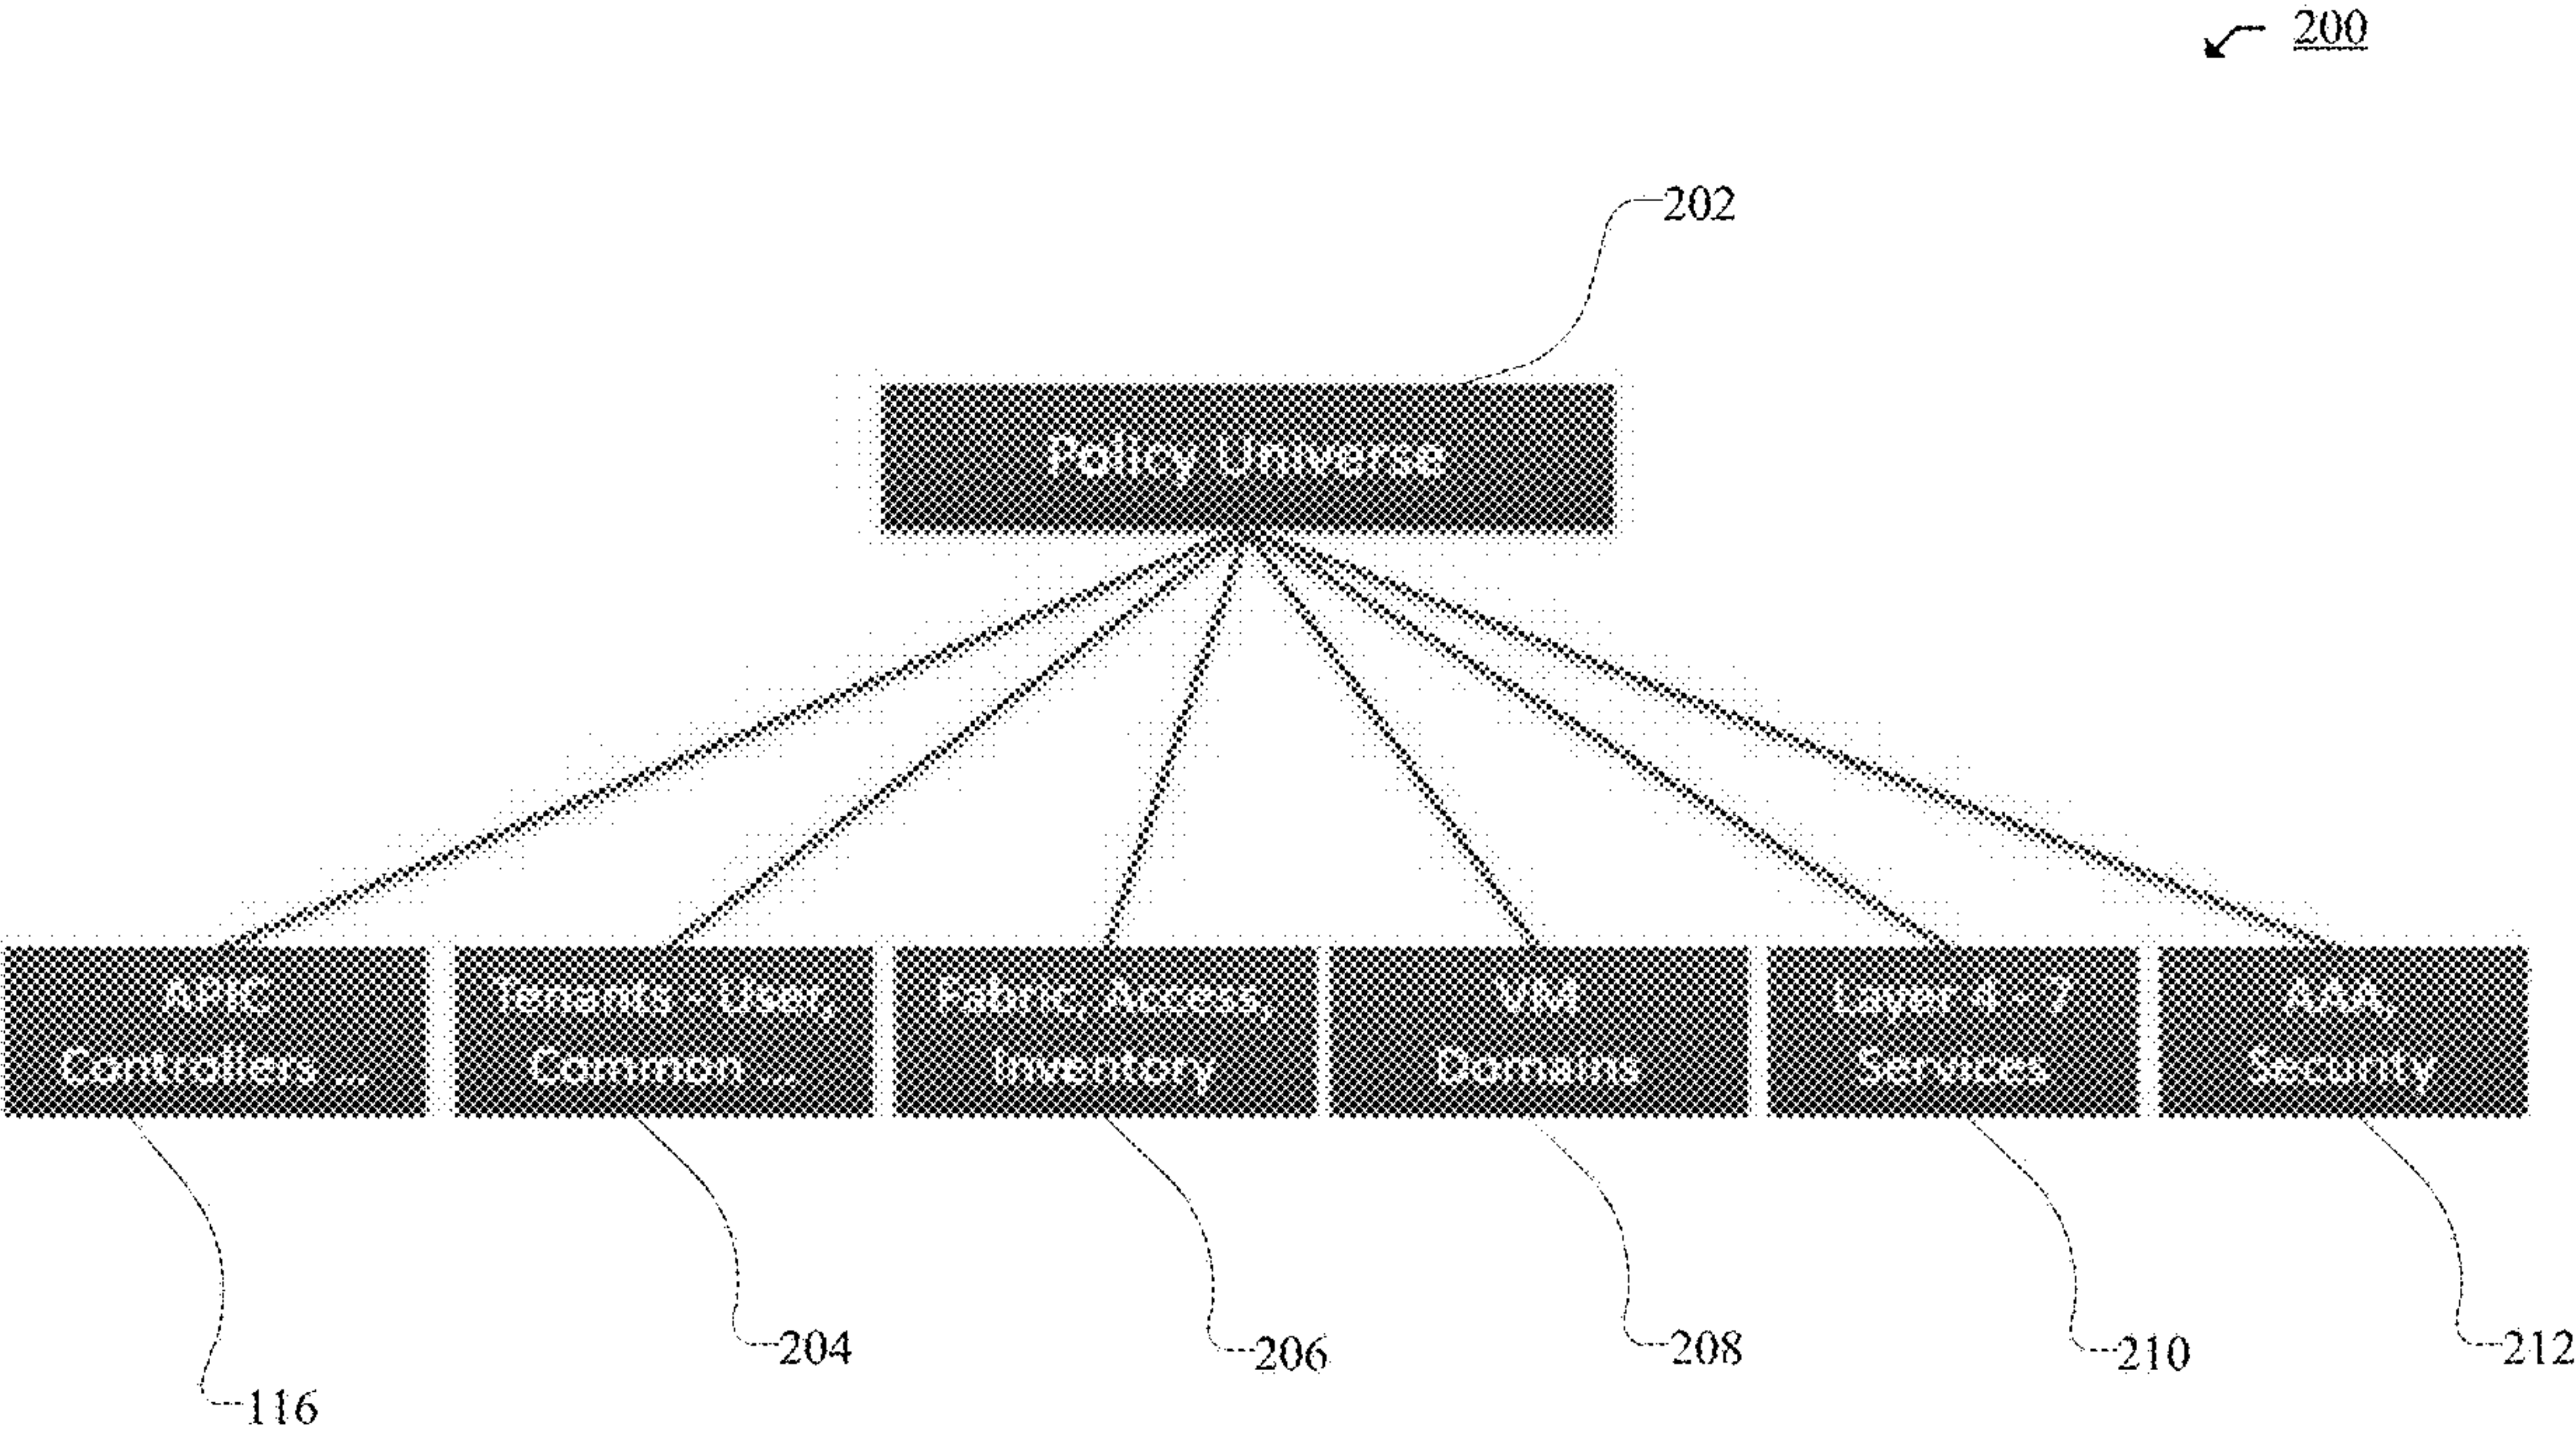 200
202
Policy Universe
APIC
Controllers ...
Tenants - User,
Common ...
Fabric, Access,
Inventory
VM
Domains
Layer 4 - 7
Services
AAA,
Security
204
206
208
210
212
116